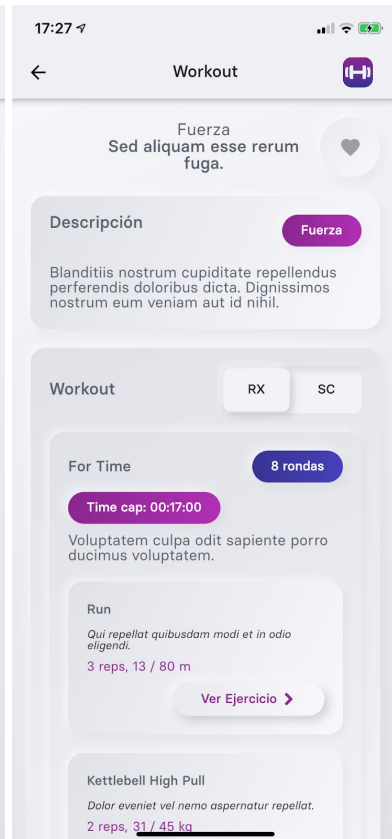 17:27
Workout
Fuerza
Sed aliquam esse rerum
fuga.
Descripción
Fuerza
Blanditiis nostrum cupiditate repellendus
perferendis doloribus dicta. Dignissimos
nostrum eum veniam aut id nihil.
Workout
RX
SC
For Time
8 rondas
Time cap: 00:17:00
Voluptatem culpa odit sapiente porro
ducimus voluptatem.
Run
Qui repellat quibusdam modi et in odio
eligendi.
3 reps, 13 / 80 m
Ver Ejercicio
Kettlebell High Pull
Dolor eveniet vel nemo aspernatur repellat.
2 reps, 31 / 45 kg